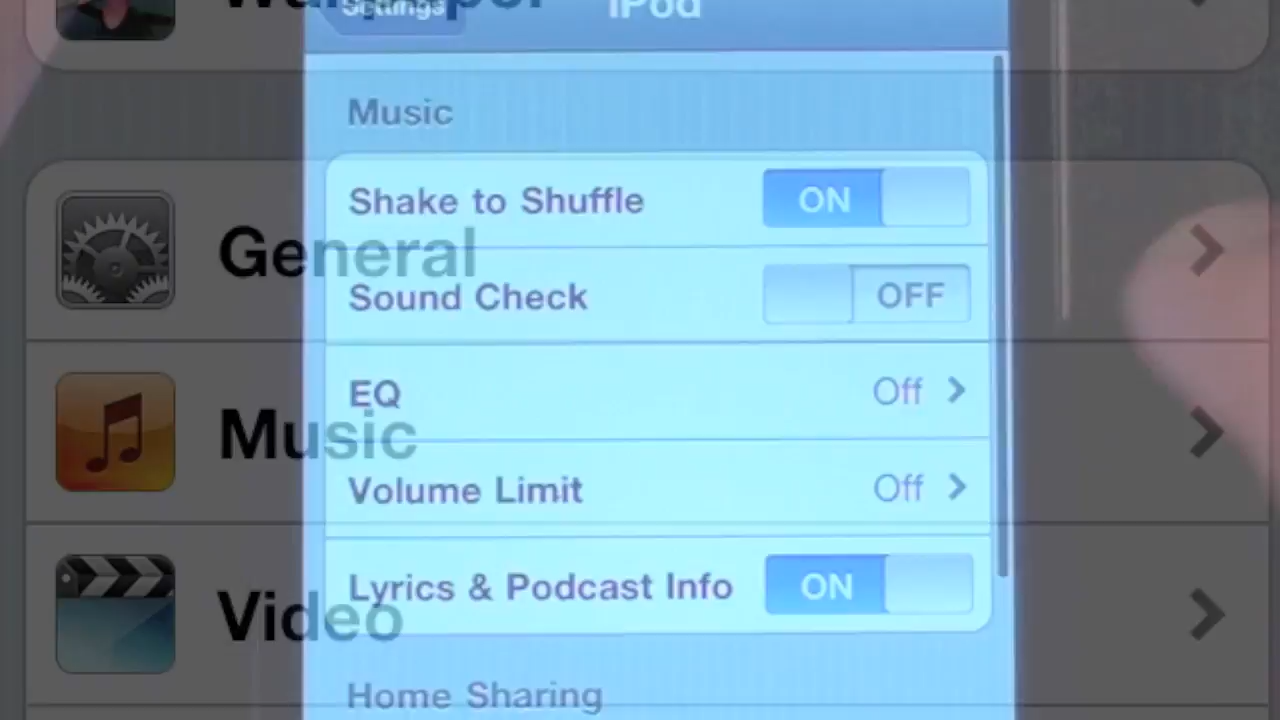 Wallpaper
Settings
iPod
Music
Shake to Shuffle ON
General
Sound Check OFF
EQ Off
Music
Volume Limit Off
Lyrics & Podcast Info ON
Video
Home Sharing